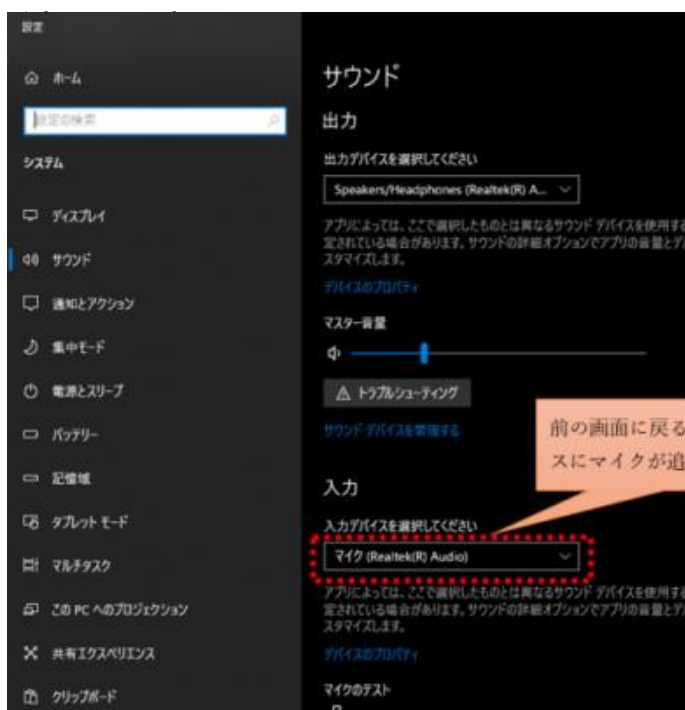 設定
ホーム
設定の検索
システム
ディスプレイ
サウンド
通知とアクション
集中モード
電源とスリープ
バッテリー
記憶域
タブレット モード
マルチタスク
この PC へのプロジェクション
共有エクスペリエンス
クリップボード
サウンド
出力
出力デバイスを選択してください
Speakers/Headphones (Realtek(R) A...
アプリによっては、ここで選択したものとは異なるサウンド デバイスを使用する
定されている場合があります。サウンドの詳細オプションでアプリの音量とデ
スタマイズします。
デバイスのプロパティ
マスター音量
トラブルシューティング
サウンド デバイスを管理する
前の画面に戻る
スにマイクが追
入力
入力デバイスを選択してください
マイク (Realtek(R) Audio)
アプリによっては、ここで選択したものとは異なるサウンド デバイスを使用する
定されている場合があります。サウンドの詳細オプションでアプリの音量とデ
スタマイズします。
デバイスのプロパティ
マイクのテスト